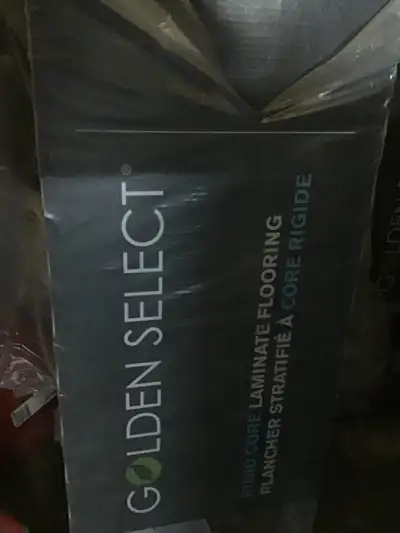 GOLDEN SELECT®
RIGID CORE LAMINATE FLOORING
PLANCHER STRATIFIÉ À CORE RIGIDE